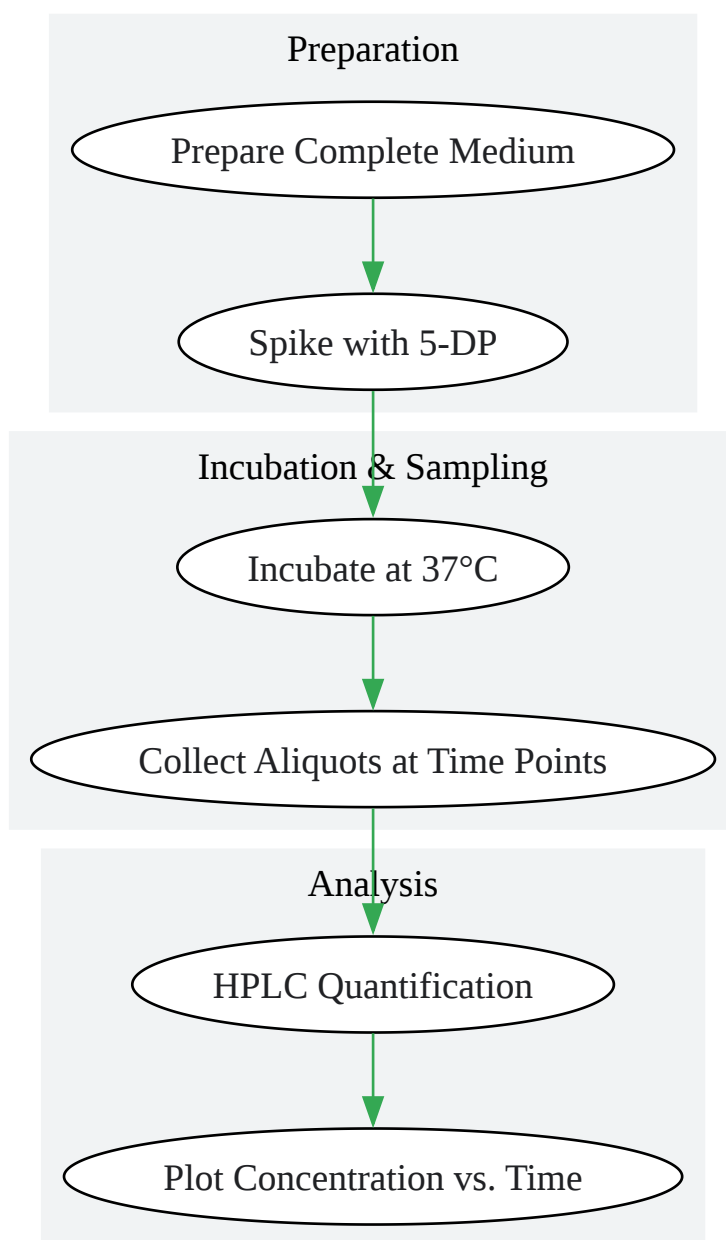 Preparation
Prepare Complete Medium
Spike with 5-DP
Incubation & Sampling
Incubate at 37°C
Collect Aliquots at Time Points
Analysis
HPLC Quantification
Plot Concentration vs. Time